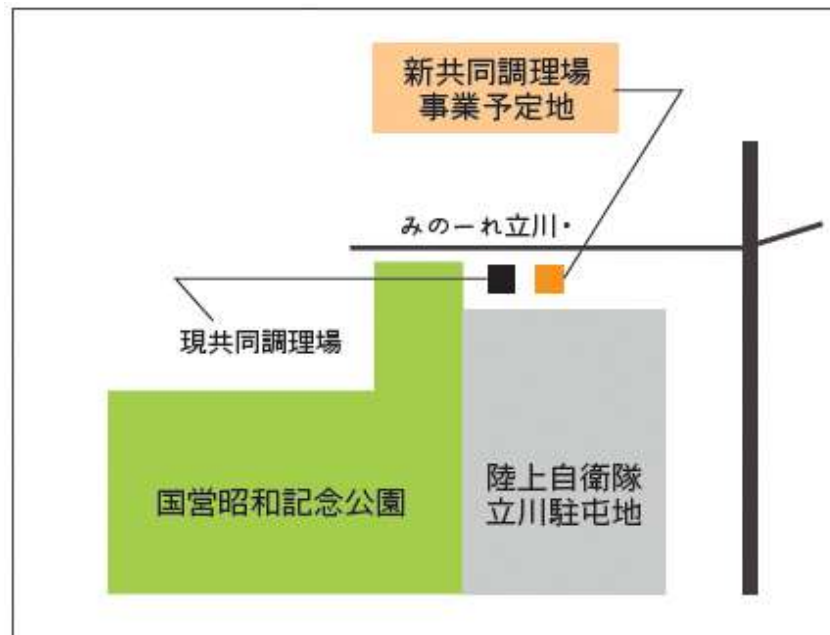 新共同調理場
事業予定地
みのーれ立川・
現共同調理場
国営昭和記念公園
陸上自衛隊
立川駐屯地